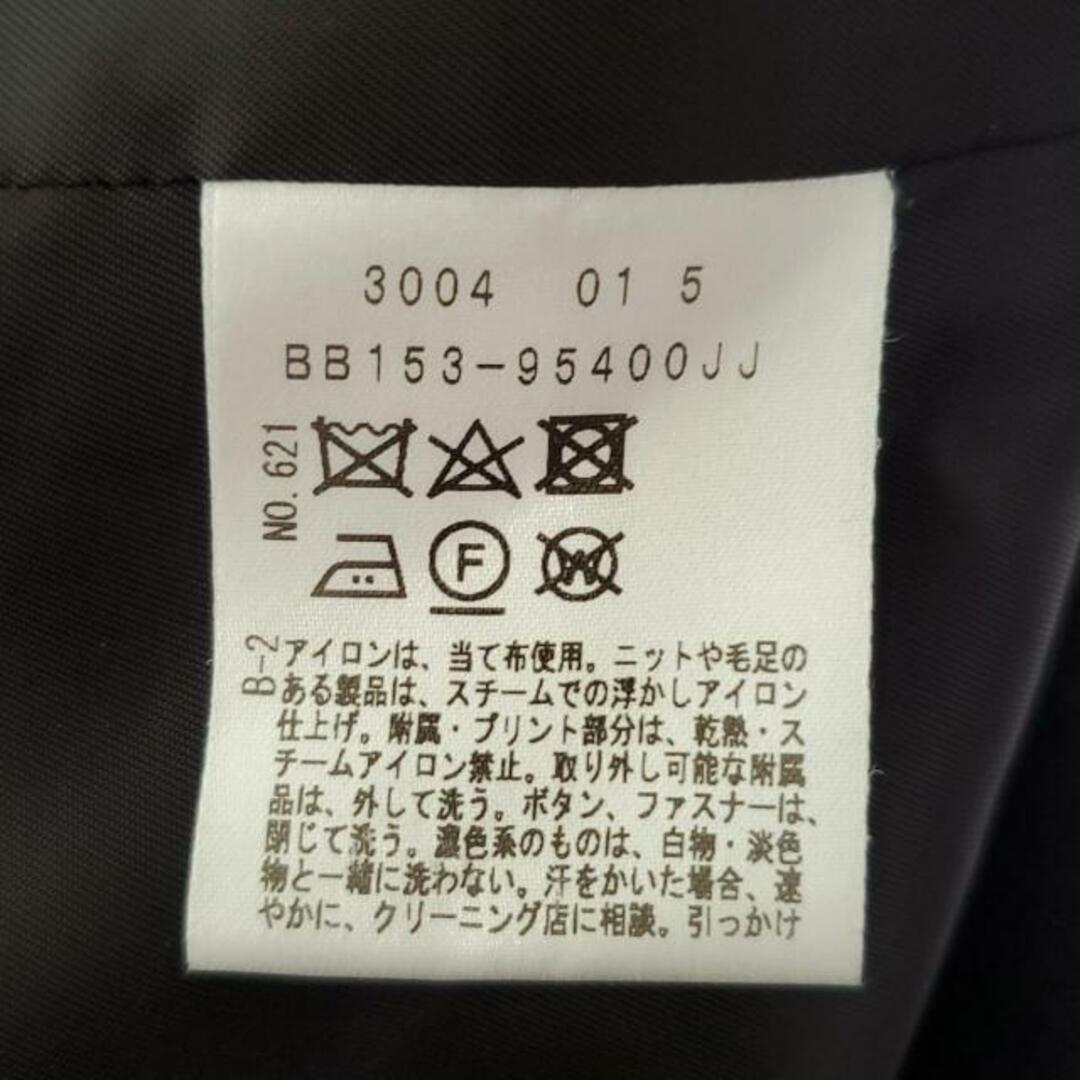 3004 01 5
BB153-95400JJ
NO. 621
F
W
B-2
アイロンは、当て布使用。ニットや毛足の
ある製品は、スチームでの浮かしアイロン
仕上げ。附属・プリント部分は、乾熱・ス
チームアイロン禁止。取り外し可能な附属
品は、外して洗う。ボタン、ファスナーは、
閉じて洗う。濃色系のものは、白物・淡色
物と一緒に洗わない。汗をかいた場合、速
やかに、クリーニング店に相談。引っかけ